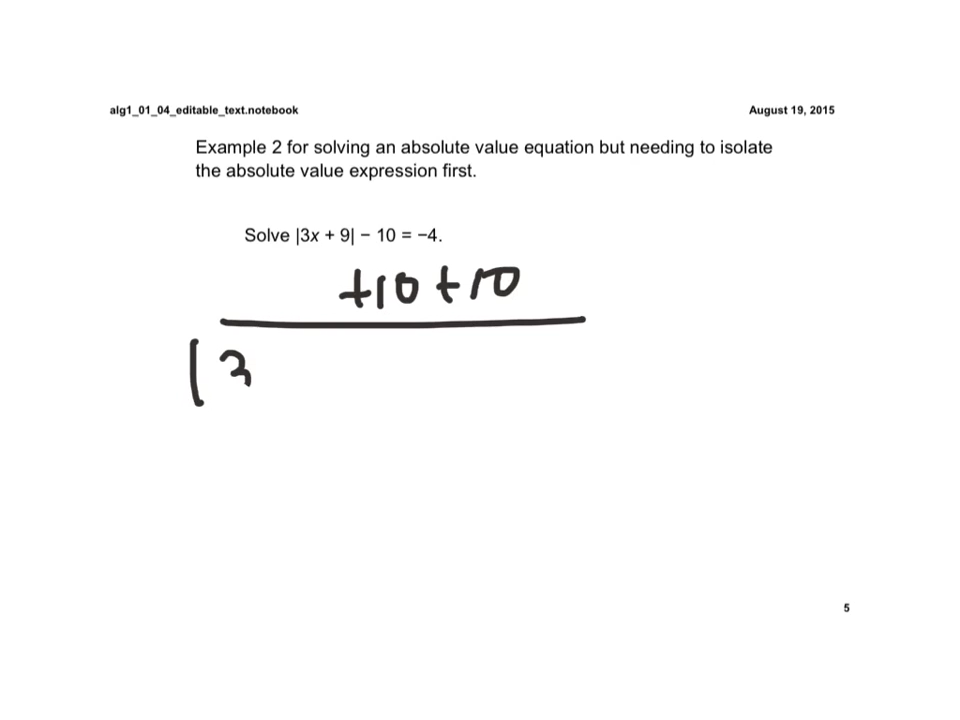 alg1_01_04_editable_text.notebook August 19, 2015
Example 2 for solving an absolute value equation but needing to isolate
the absolute value expression first.
Solve |3x + 9| − 10 = −4.
+10 +10
|3
5